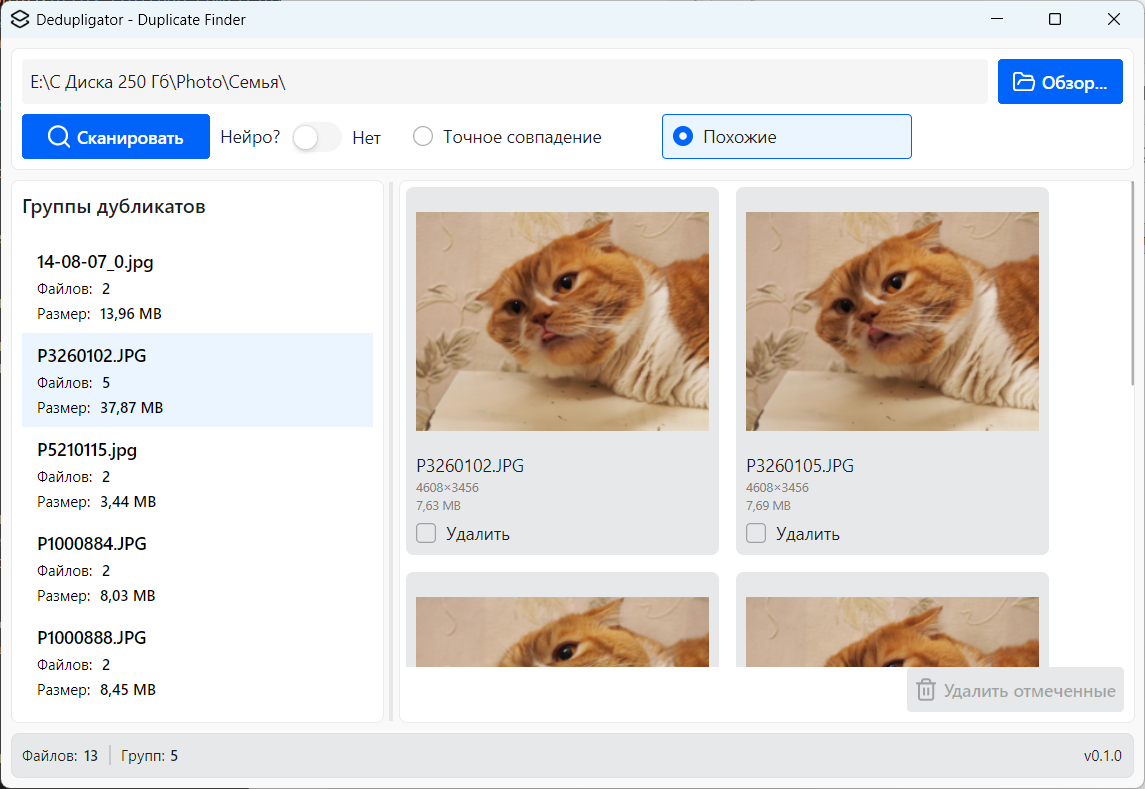 Dedupligator - Duplicate Finder
E:\С Диска 250 Гб\Photo\Семья\
Обзор...
Сканировать
Нейро?
Нет
Точное совпадение
Похожие
Группы дубликатов
14-08-07_0.jpg
Файлов: 2
Размер: 13,96 MB
P3260102.JPG
Файлов: 5
Размер: 37,87 MB
P5210115.jpg
Файлов: 2
Размер: 3,44 MB
P1000884.JPG
Файлов: 2
Размер: 8,03 MB
P1000888.JPG
Файлов: 2
Размер: 8,45 MB
P3260102.JPG
4608×3456
7,63 MB
Удалить
P3260105.JPG
4608×3456
7,69 MB
Удалить
Удалить отмеченные
Файлов: 13
Групп: 5
v0.1.0